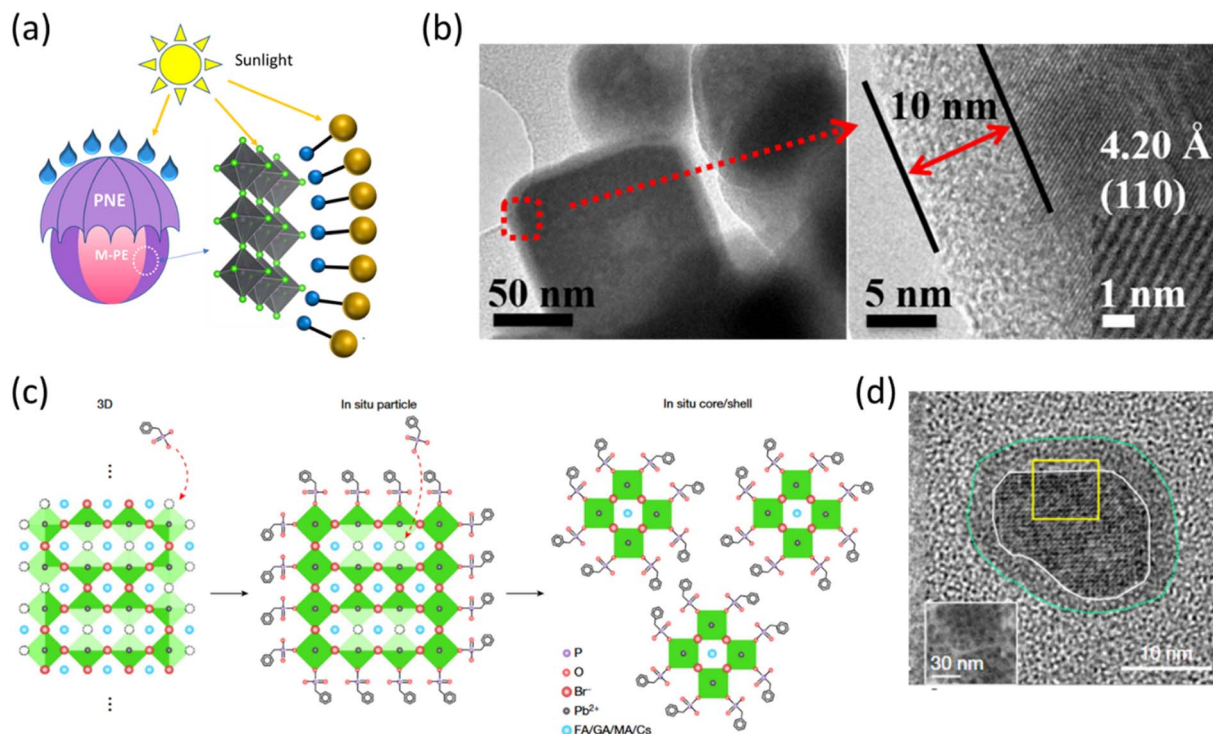 (a)
Sunlight
PNE
M-PE
(b)
50 nm
10 nm
4.20 Å
(110)
5 nm
1 nm
(c)
3D
In situ particle
In situ core/shell
P
O
Br⁻
Pb²⁺
FA/GA/MA/Cs
(d)
30 nm
10 nm